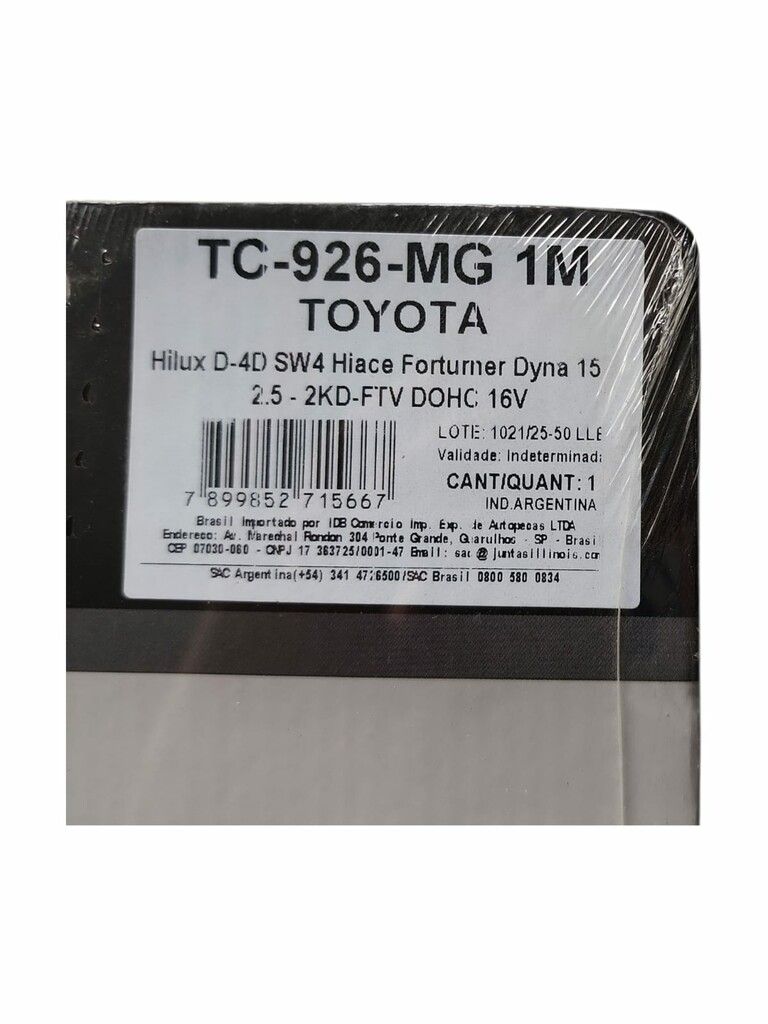 TC-926-MG 1M
TOYOTA
Hilux D-4D SW4 Hiace Forturner Dyna 15
2.5 - 2KD-FTV DOHC 16V
LOTE: 1021/25-50 LLE
Validade: Indeterminada
CANT/QUANT: 1
IND.ARGENTINA
7 899852 715667
Brasil Importado por IDB Comercio Imp. Exp. de Autopecas LTDA
Endereco: Av. Marechal Rondon 304 Ponte Grande, Guarulhos - SP - Brasi
CEP 07030-060 - CNPJ 17 363725/0001-47 Email: sac @ juntasillinois.com
SAC Argentina(+54) 341 4726500/SAC Brasil 0800 580 0834